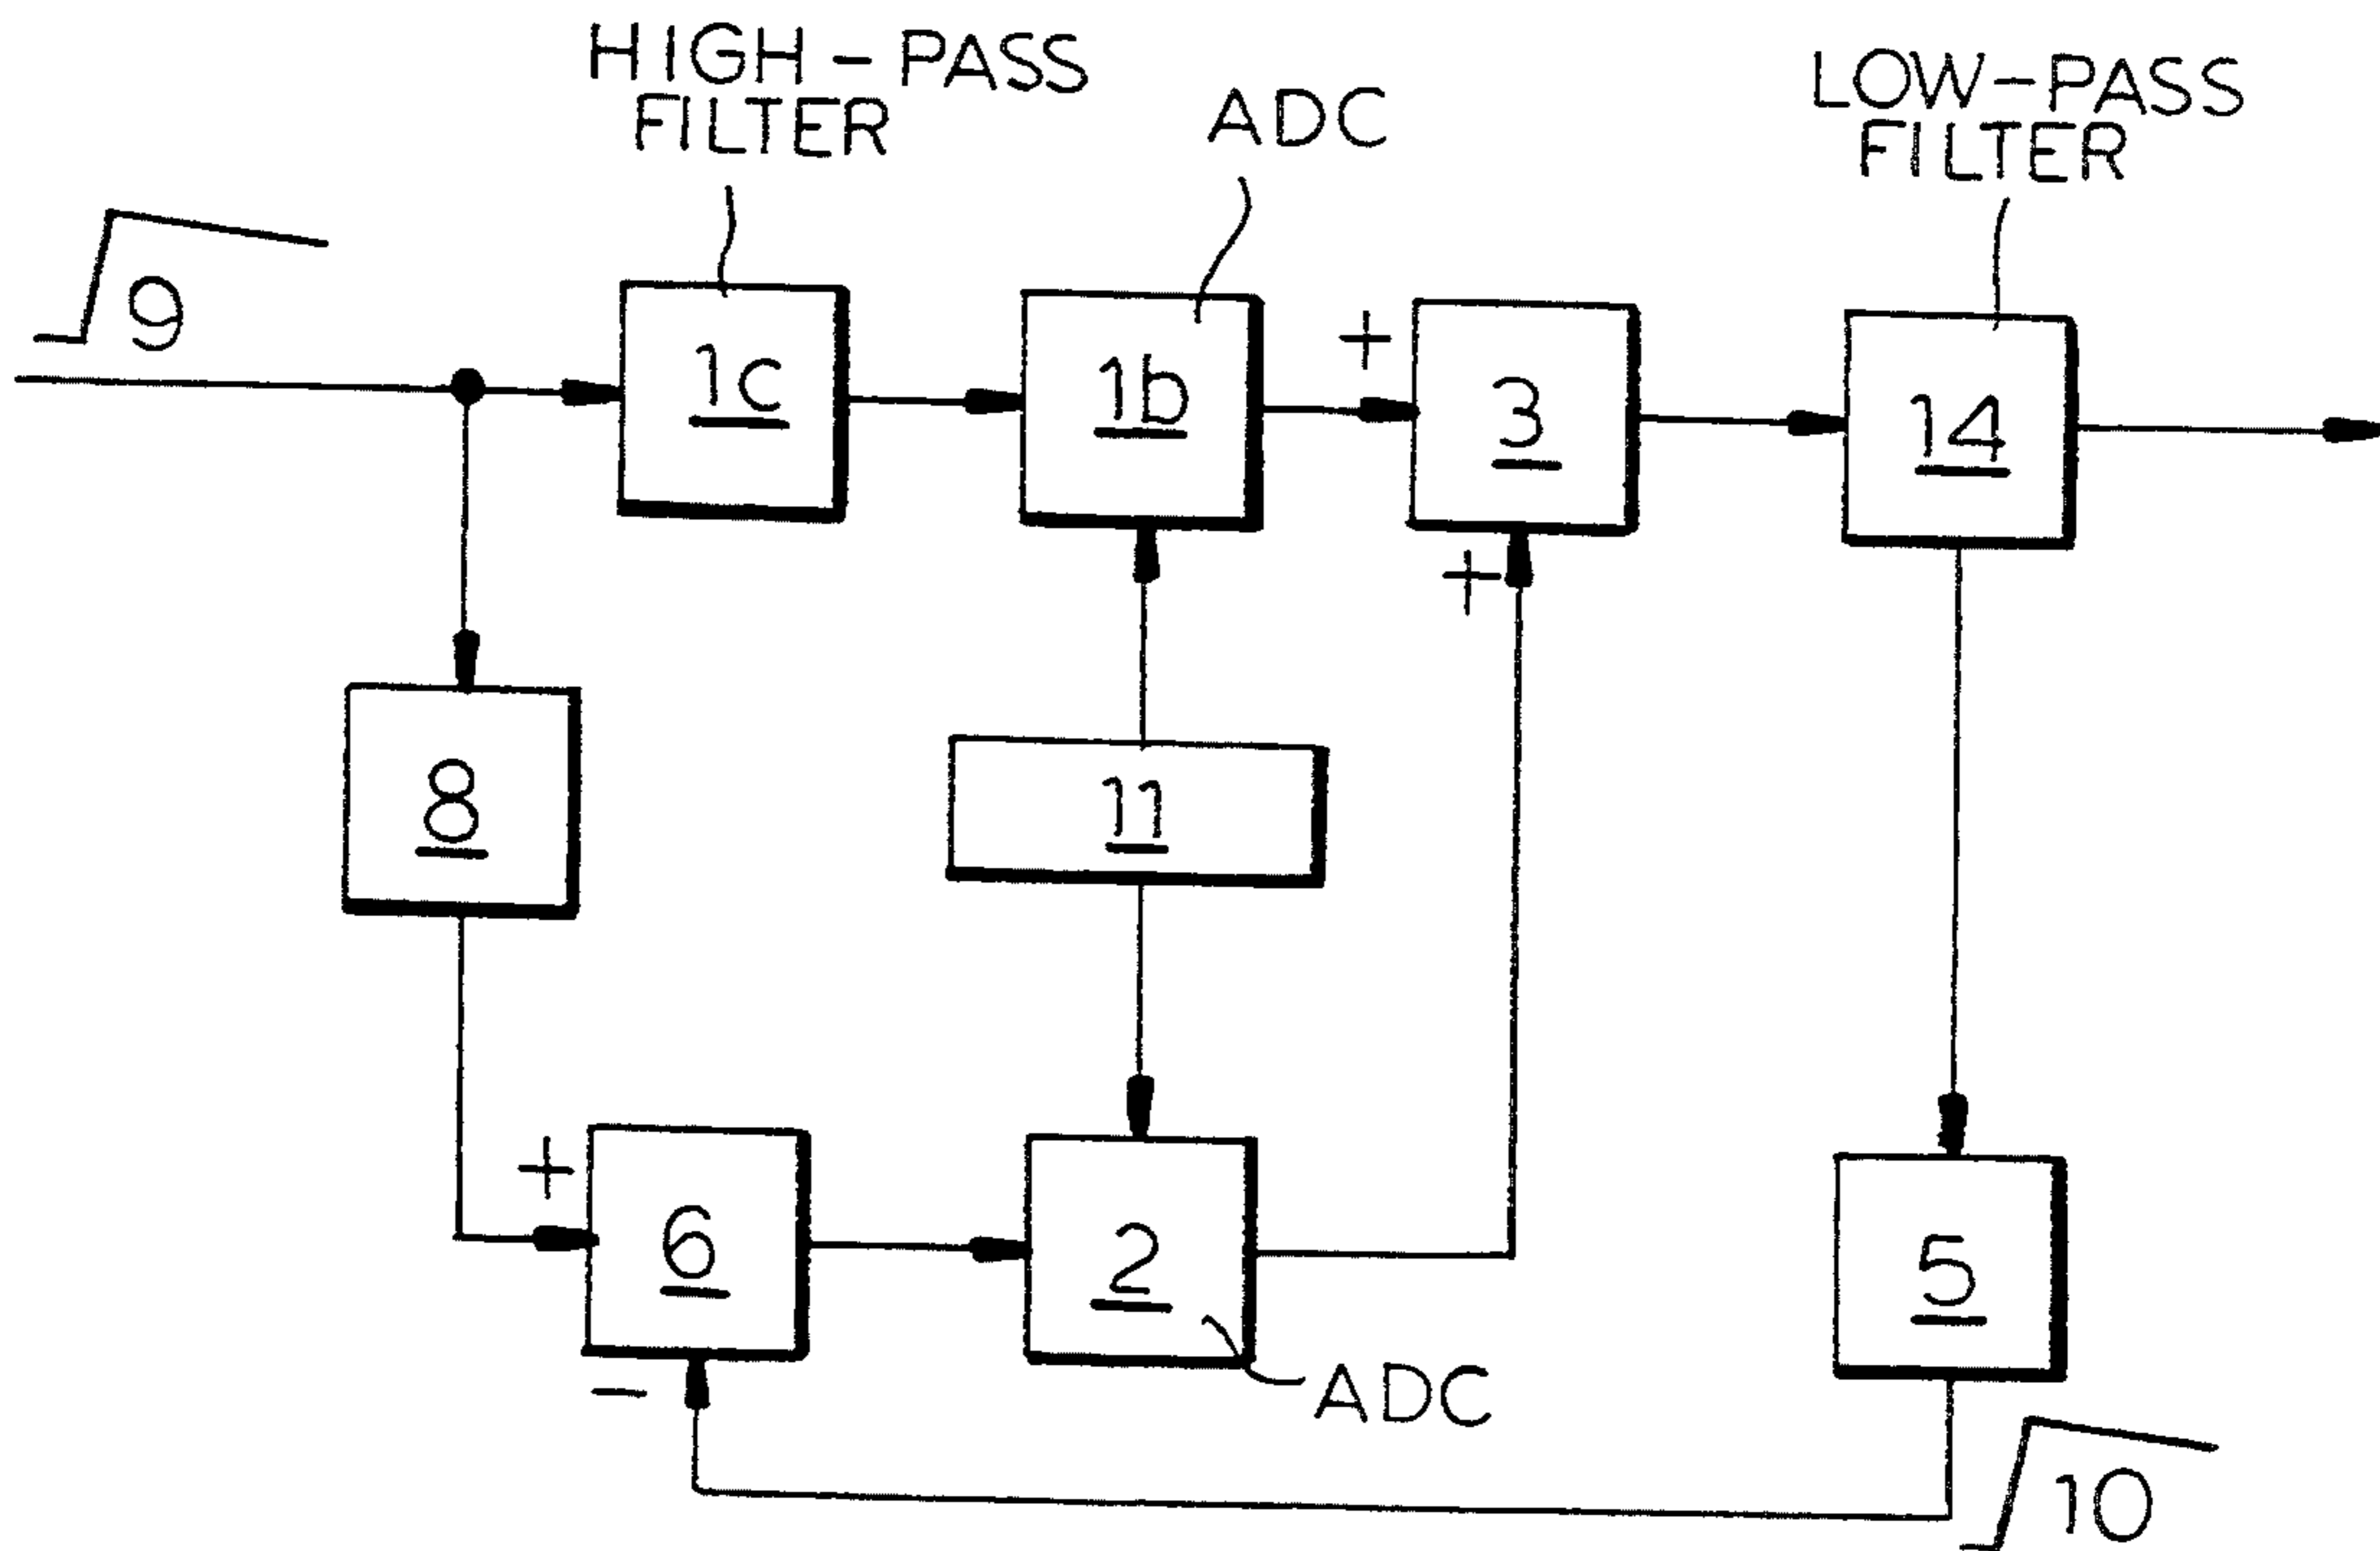 HIGH-PASS
FILTER
ADC
LOW-PASS
FILTER
9
1c
1b
+
3
14
+
8
11
+
6
2
5
-
ADC
10